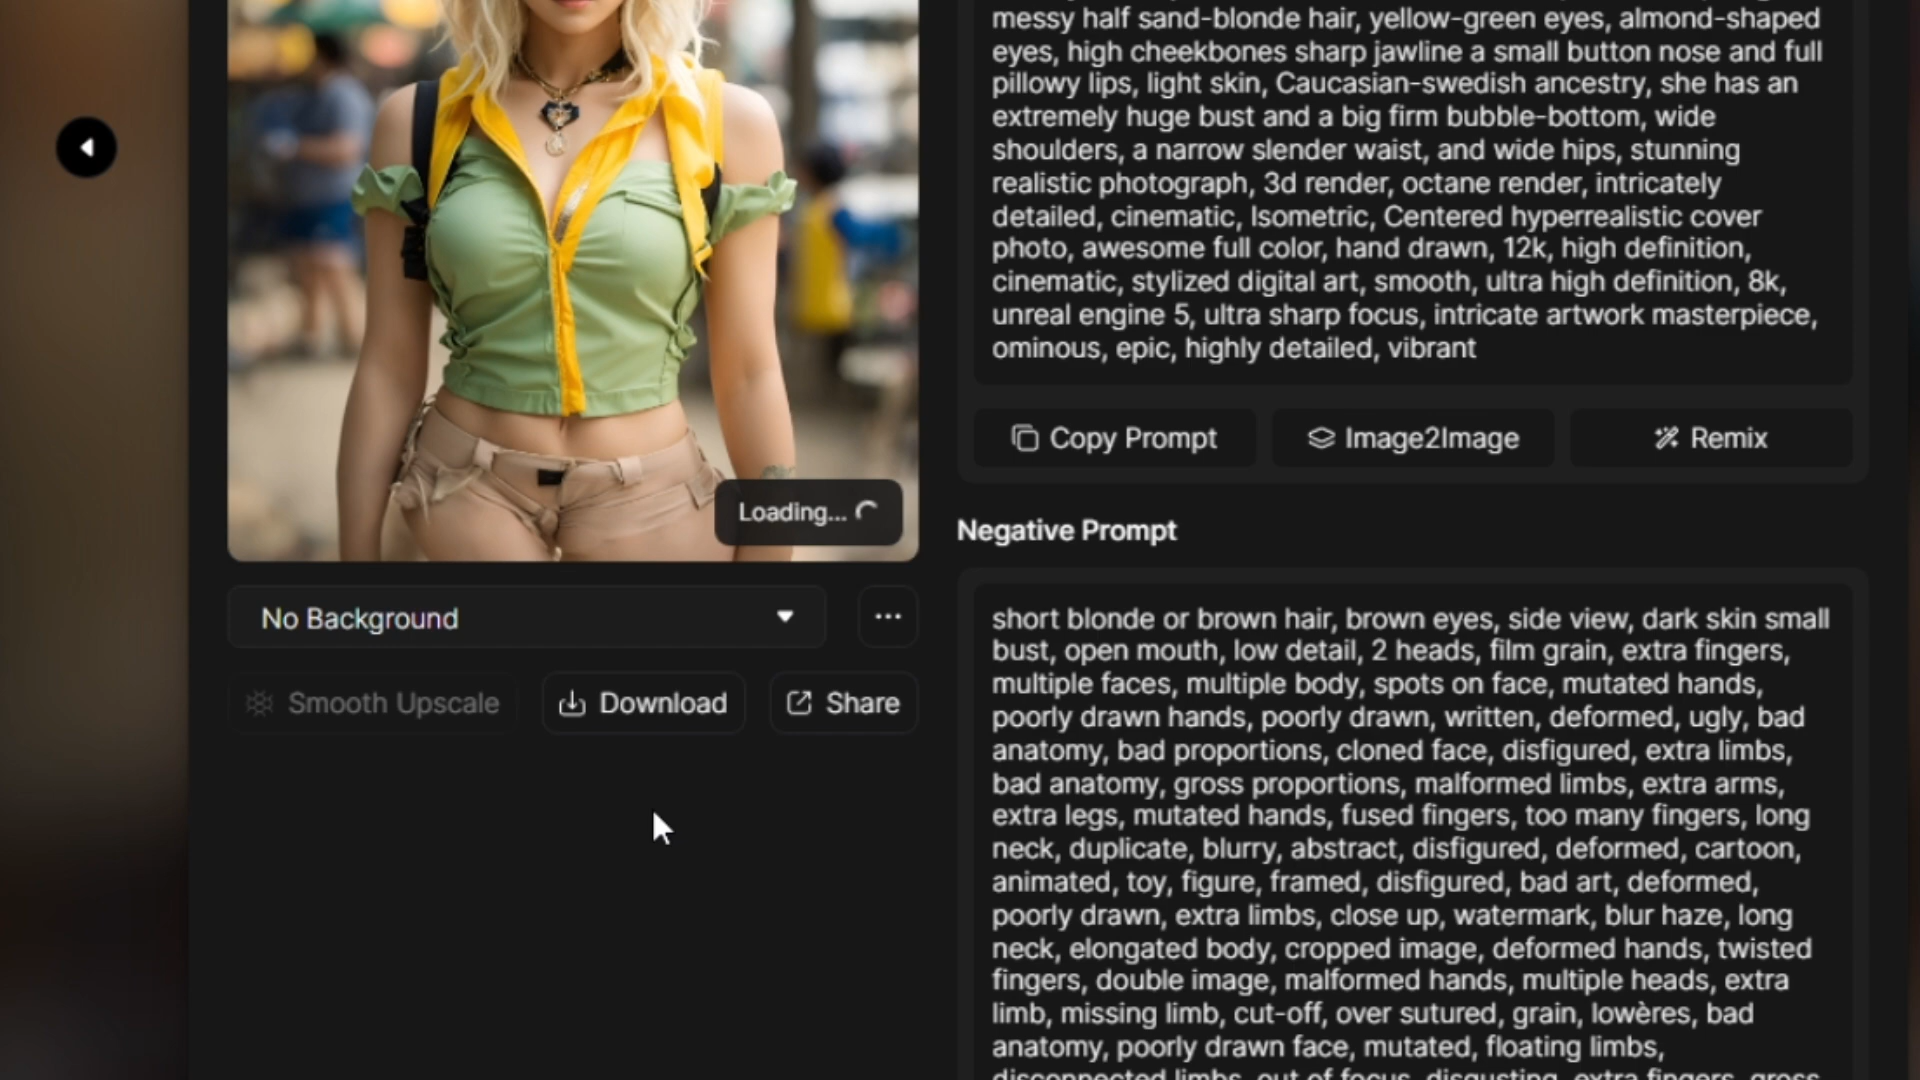 messy half sand-blonde hair, yellow-green eyes, almond-shaped
eyes, high cheekbones sharp jawline a small button nose and full
pillowy lips, light skin, Caucasian-swedish ancestry, she has an
extremely huge bust and a big firm bubble-bottom, wide
shoulders, a narrow slender waist, and wide hips, stunning
realistic photograph, 3d render, octane render, intricately
detailed, cinematic, Isometric, Centered hyperrealistic cover
photo, awesome full color, hand drawn, 12k, high definition,
cinematic, stylized digital art, smooth, ultra high definition, 8k,
unreal engine 5, ultra sharp focus, intricate artwork masterpiece,
ominous, epic, highly detailed, vibrant
Copy Prompt
Image2Image
Remix
Loading...
No Background
Smooth Upscale
Download
Share
Negative Prompt
short blonde or brown hair, brown eyes, side view, dark skin small
bust, open mouth, low detail, 2 heads, film grain, extra fingers,
multiple faces, multiple body, spots on face, mutated hands,
poorly drawn hands, poorly drawn, written, deformed, ugly, bad
anatomy, bad proportions, cloned face, disfigured, extra limbs,
bad anatomy, gross proportions, malformed limbs, extra arms,
extra legs, mutated hands, fused fingers, too many fingers, long
neck, duplicate, blurry, abstract, disfigured, deformed, cartoon,
animated, toy, figure, framed, disfigured, bad art, deformed,
poorly drawn, extra limbs, close up, watermark, blur haze, long
neck, elongated body, cropped image, deformed hands, twisted
fingers, double image, malformed hands, multiple heads, extra
limb, missing limb, cut-off, over sutured, grain, lowères, bad
anatomy, poorly drawn face, mutated, floating limbs,
disconnected limbs, out of focus, disgusting, extra fingers, gross